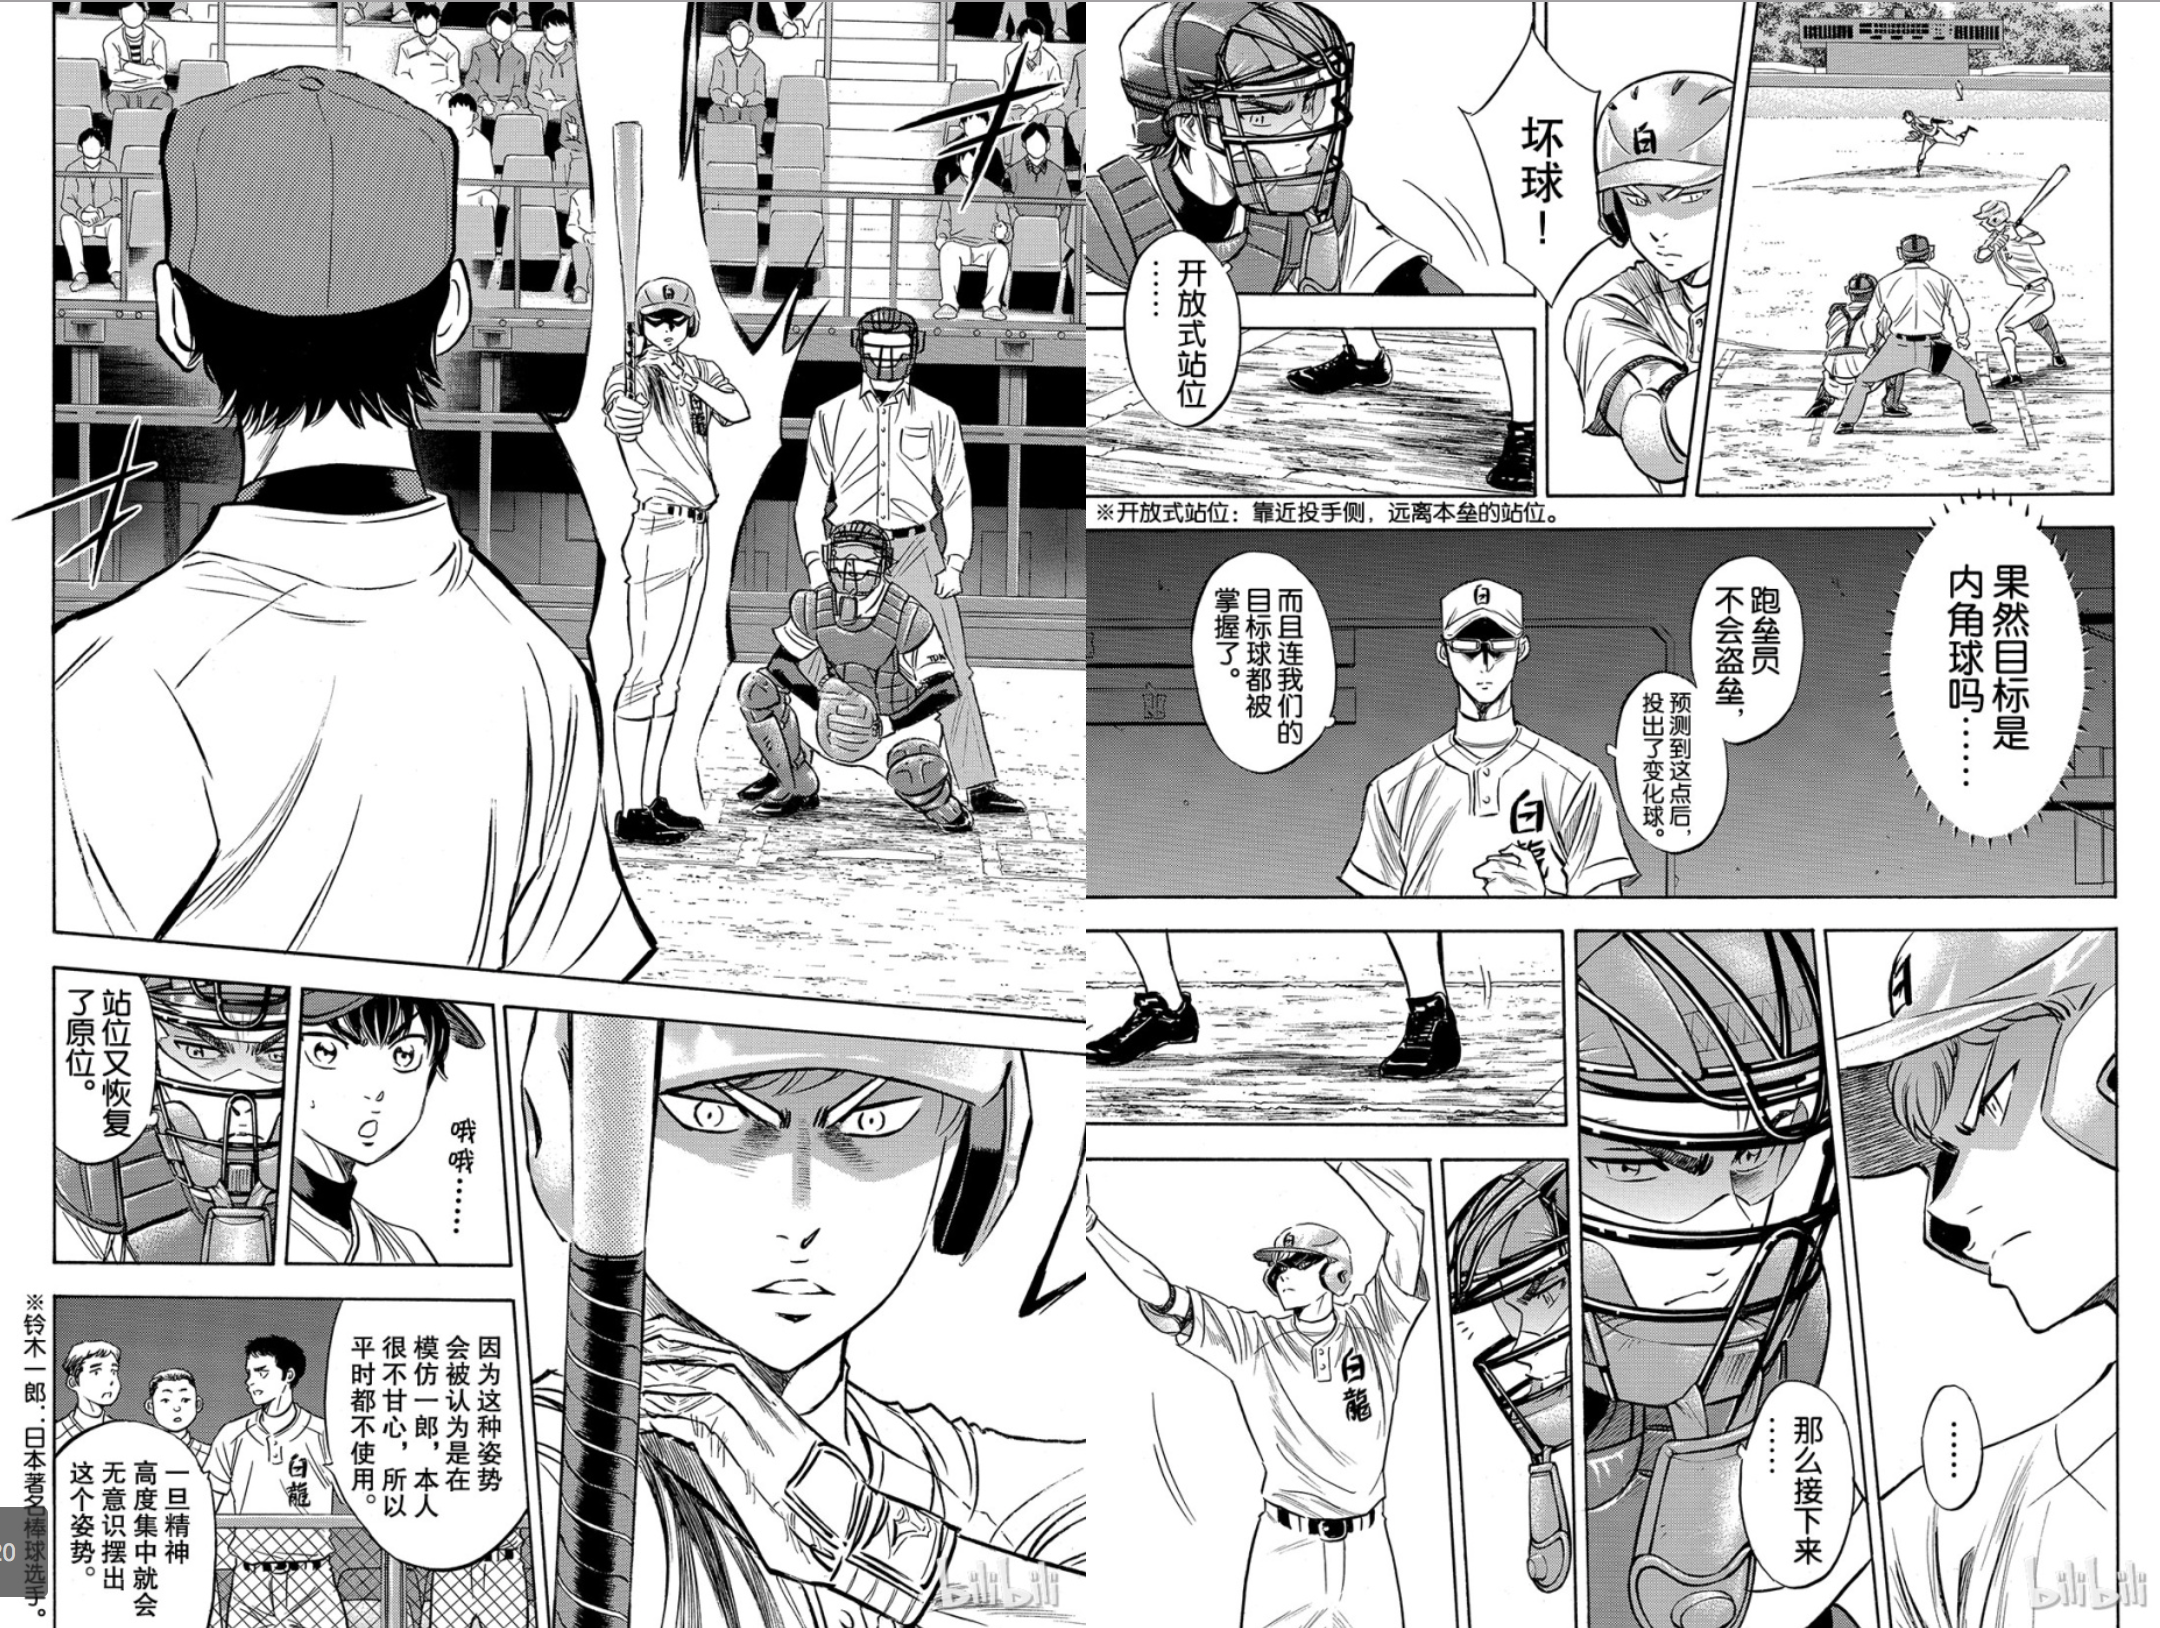 白
坏球！
开放式站位
……
※开放式站位：靠近投手侧，远离本垒的站位。
果然目标是
内角球吗……
跑垒员
不会盗垒，
预测到这点后，
投出了变化球。
白
白龍
而且连我们的
目标球都被
掌握了。
白
……
那么接下来
……
白
白龍
bilibili
白
哦哦……
站位又恢复
了原位。
因为这种姿势
会被认为是在
模仿一郎，本人
很不甘心，所以
平时都不使用。
白龍
一旦精神
高度集中就会
无意识摆出
这个姿势。
※铃木一郎：日本著名棒球选手。
20
bilibili